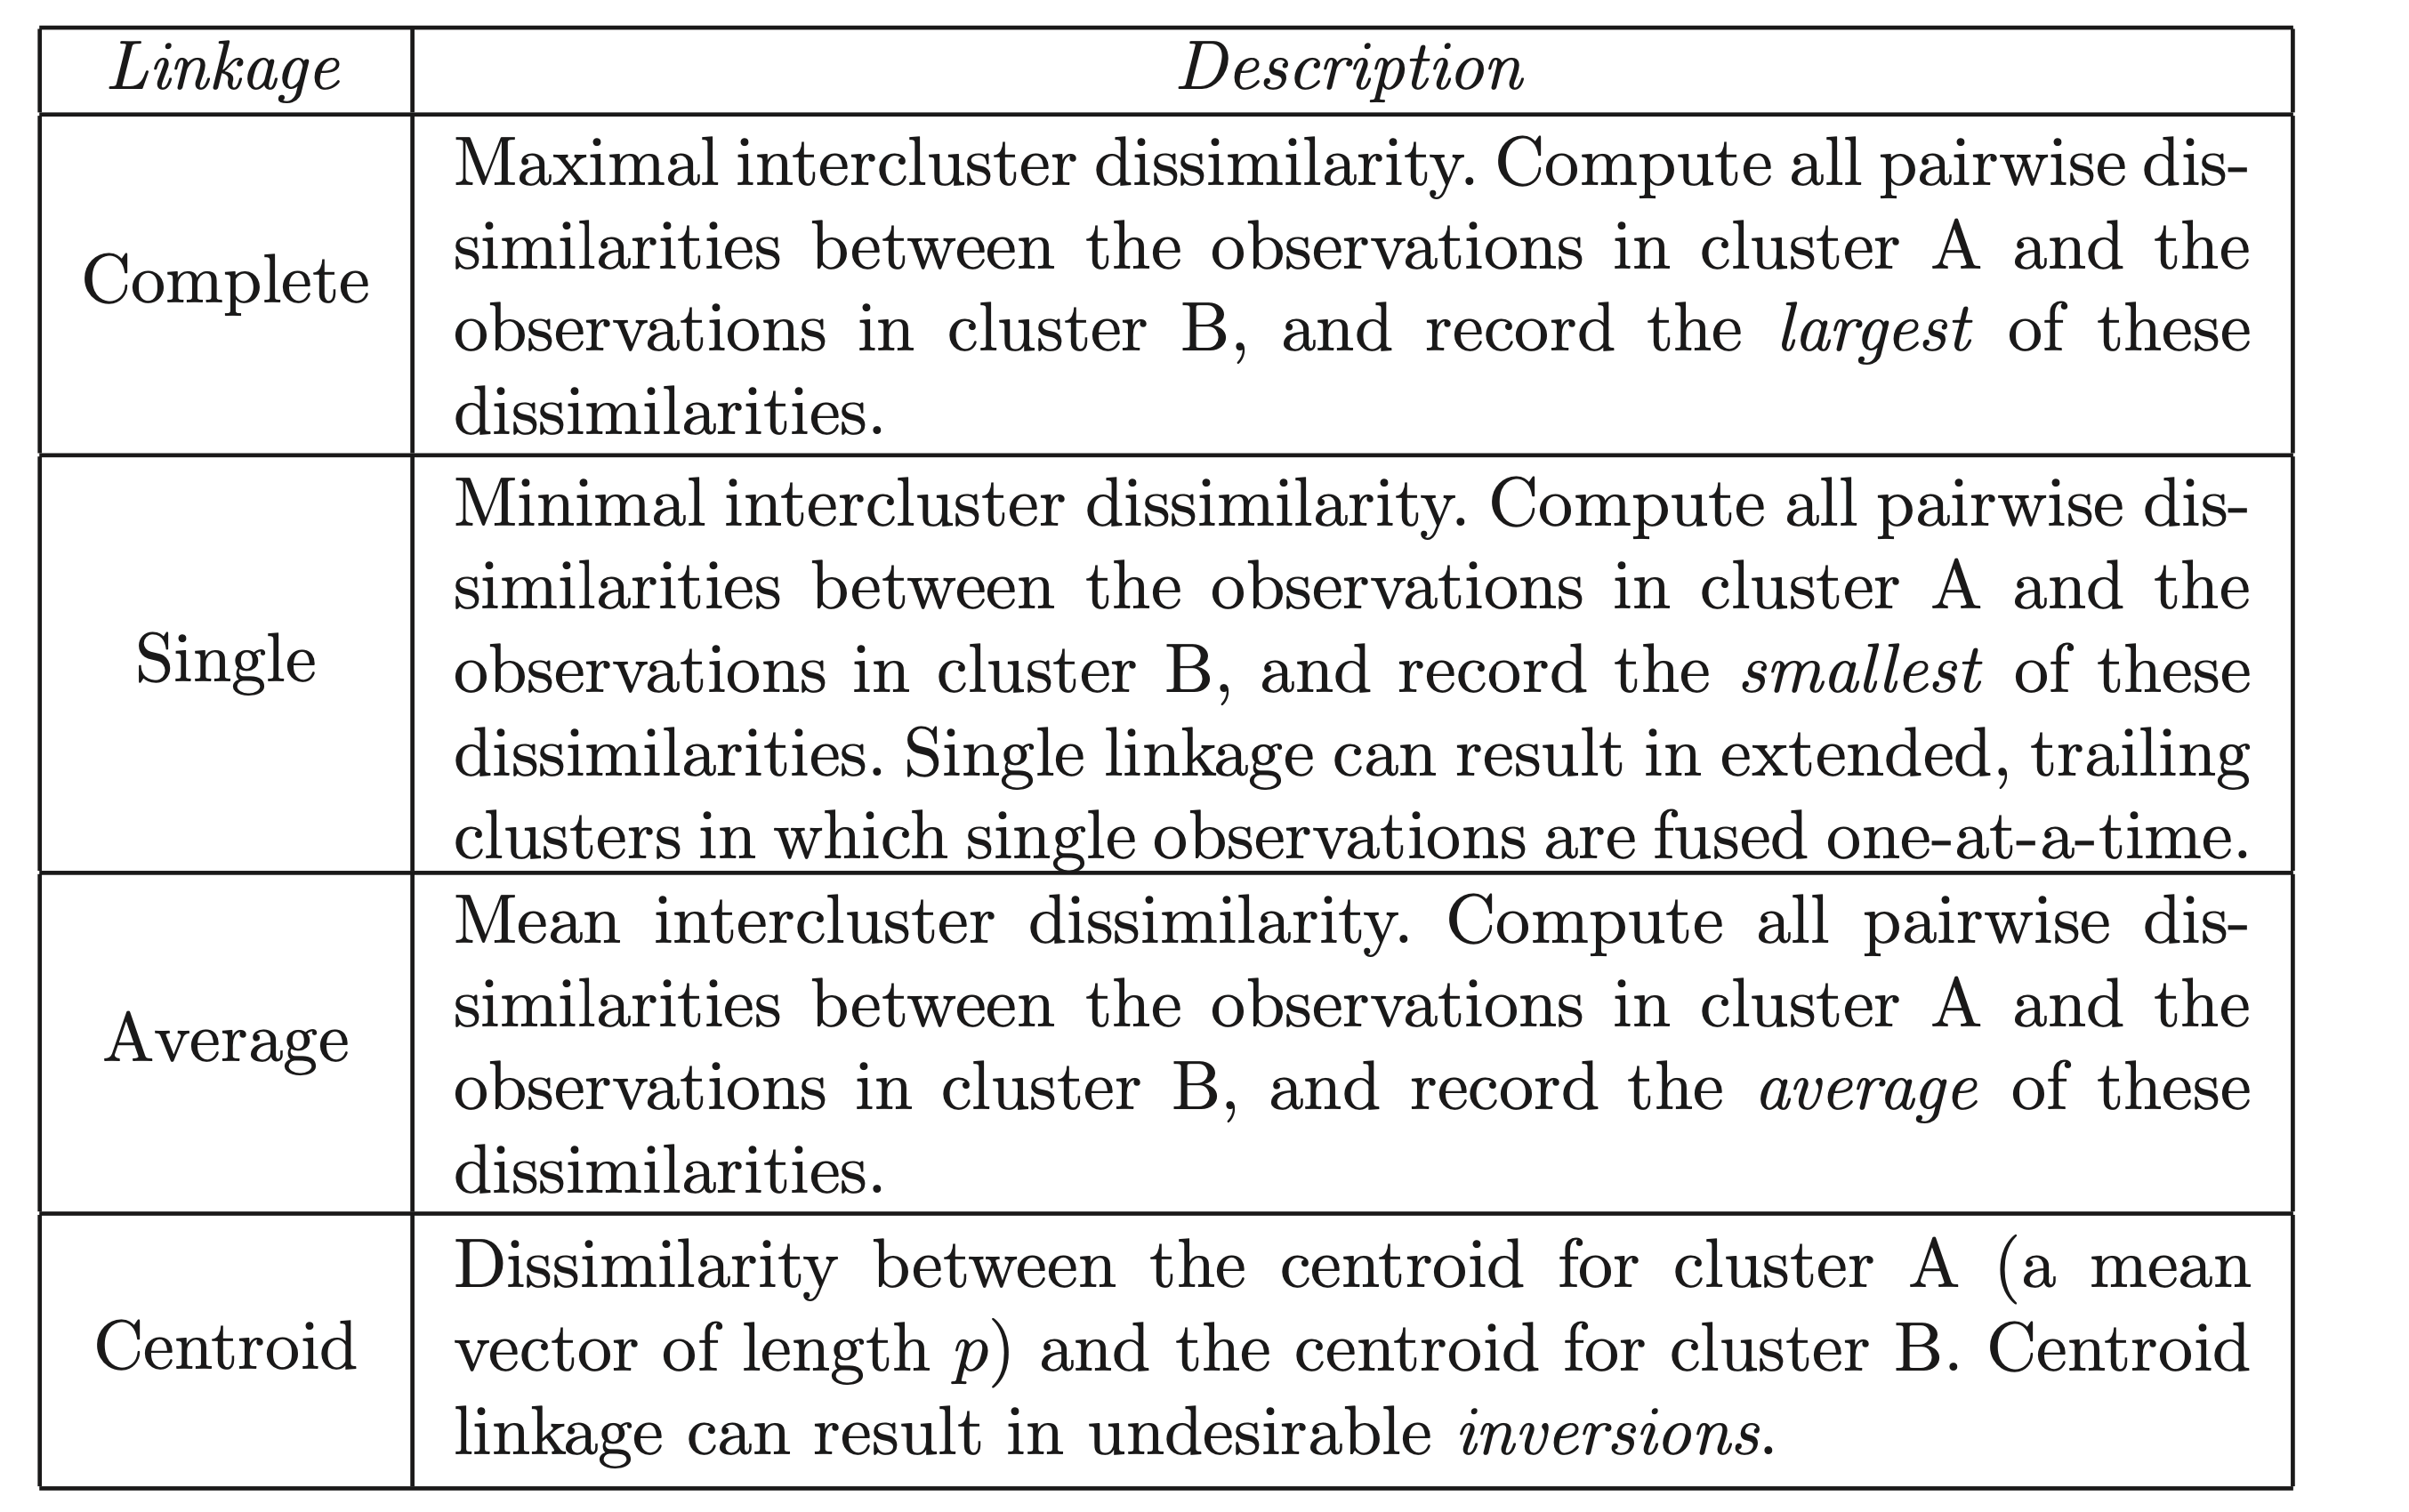 Linkage Description
Complete
Maximal intercluster dissimilarity. Compute all pairwise dis-
similarities between the observations in cluster A and the
observations in cluster B, and record the largest of these
dissimilarities.
Single
Minimal intercluster dissimilarity. Compute all pairwise dis-
similarities between the observations in cluster A and the
observations in cluster B, and record the smallest of these
dissimilarities. Single linkage can result in extended, trailing
clusters in which single observations are fused one-at-a-time.
Average
Mean intercluster dissimilarity. Compute all pairwise dis-
similarities between the observations in cluster A and the
observations in cluster B, and record the average of these
dissimilarities.
Centroid
Dissimilarity between the centroid for cluster A (a mean
vector of length p) and the centroid for cluster B. Centroid
linkage can result in undesirable inversions.